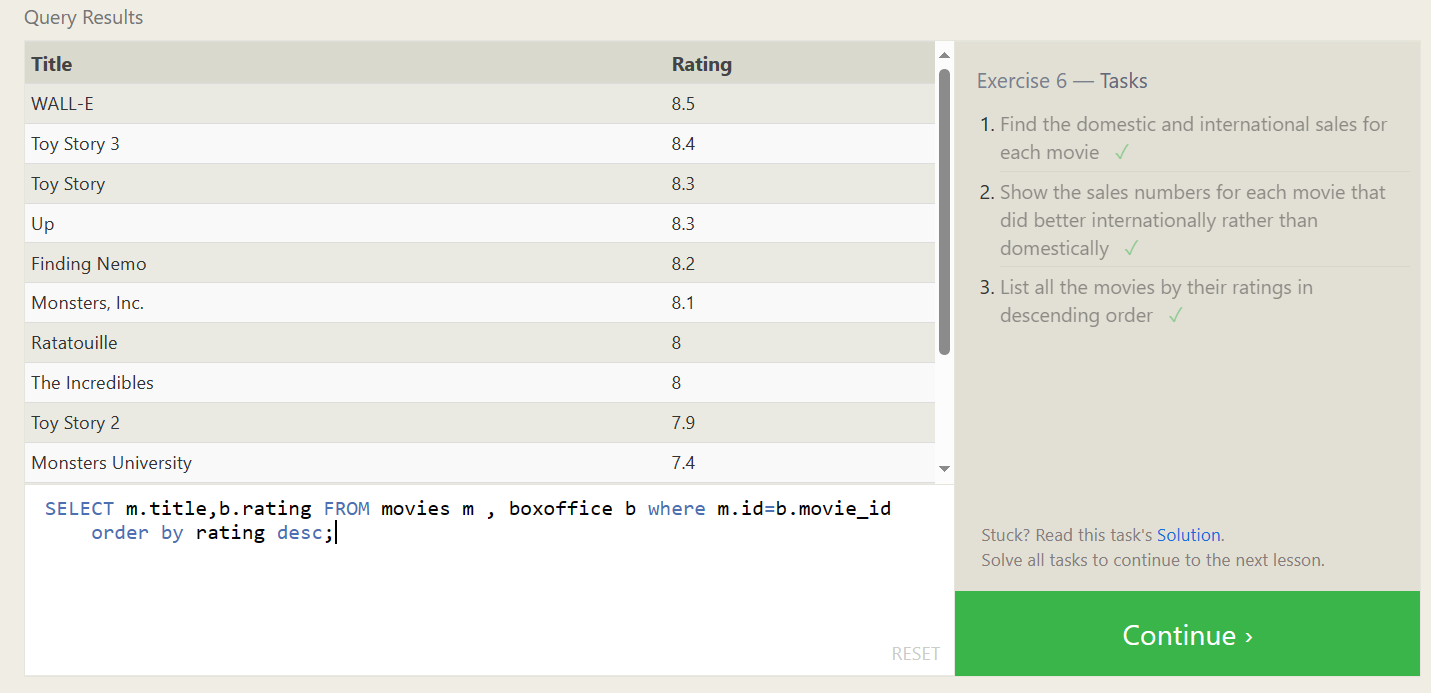 Query Results
Title Rating
WALL-E 8.5
Toy Story 3 8.4
Toy Story 8.3
Up 8.3
Finding Nemo 8.2
Monsters, Inc. 8.1
Ratatouille 8
The Incredibles 8
Toy Story 2 7.9
Monsters University 7.4
SELECT m.title,b.rating FROM movies m , boxoffice b where m.id=b.movie_id
order by rating desc;
RESET
Exercise 6 — Tasks
1. Find the domestic and international sales for
each movie ✓
2. Show the sales numbers for each movie that
did better internationally rather than
domestically ✓
3. List all the movies by their ratings in
descending order ✓
Stuck? Read this task's Solution.
Solve all tasks to continue to the next lesson.
Continue ›